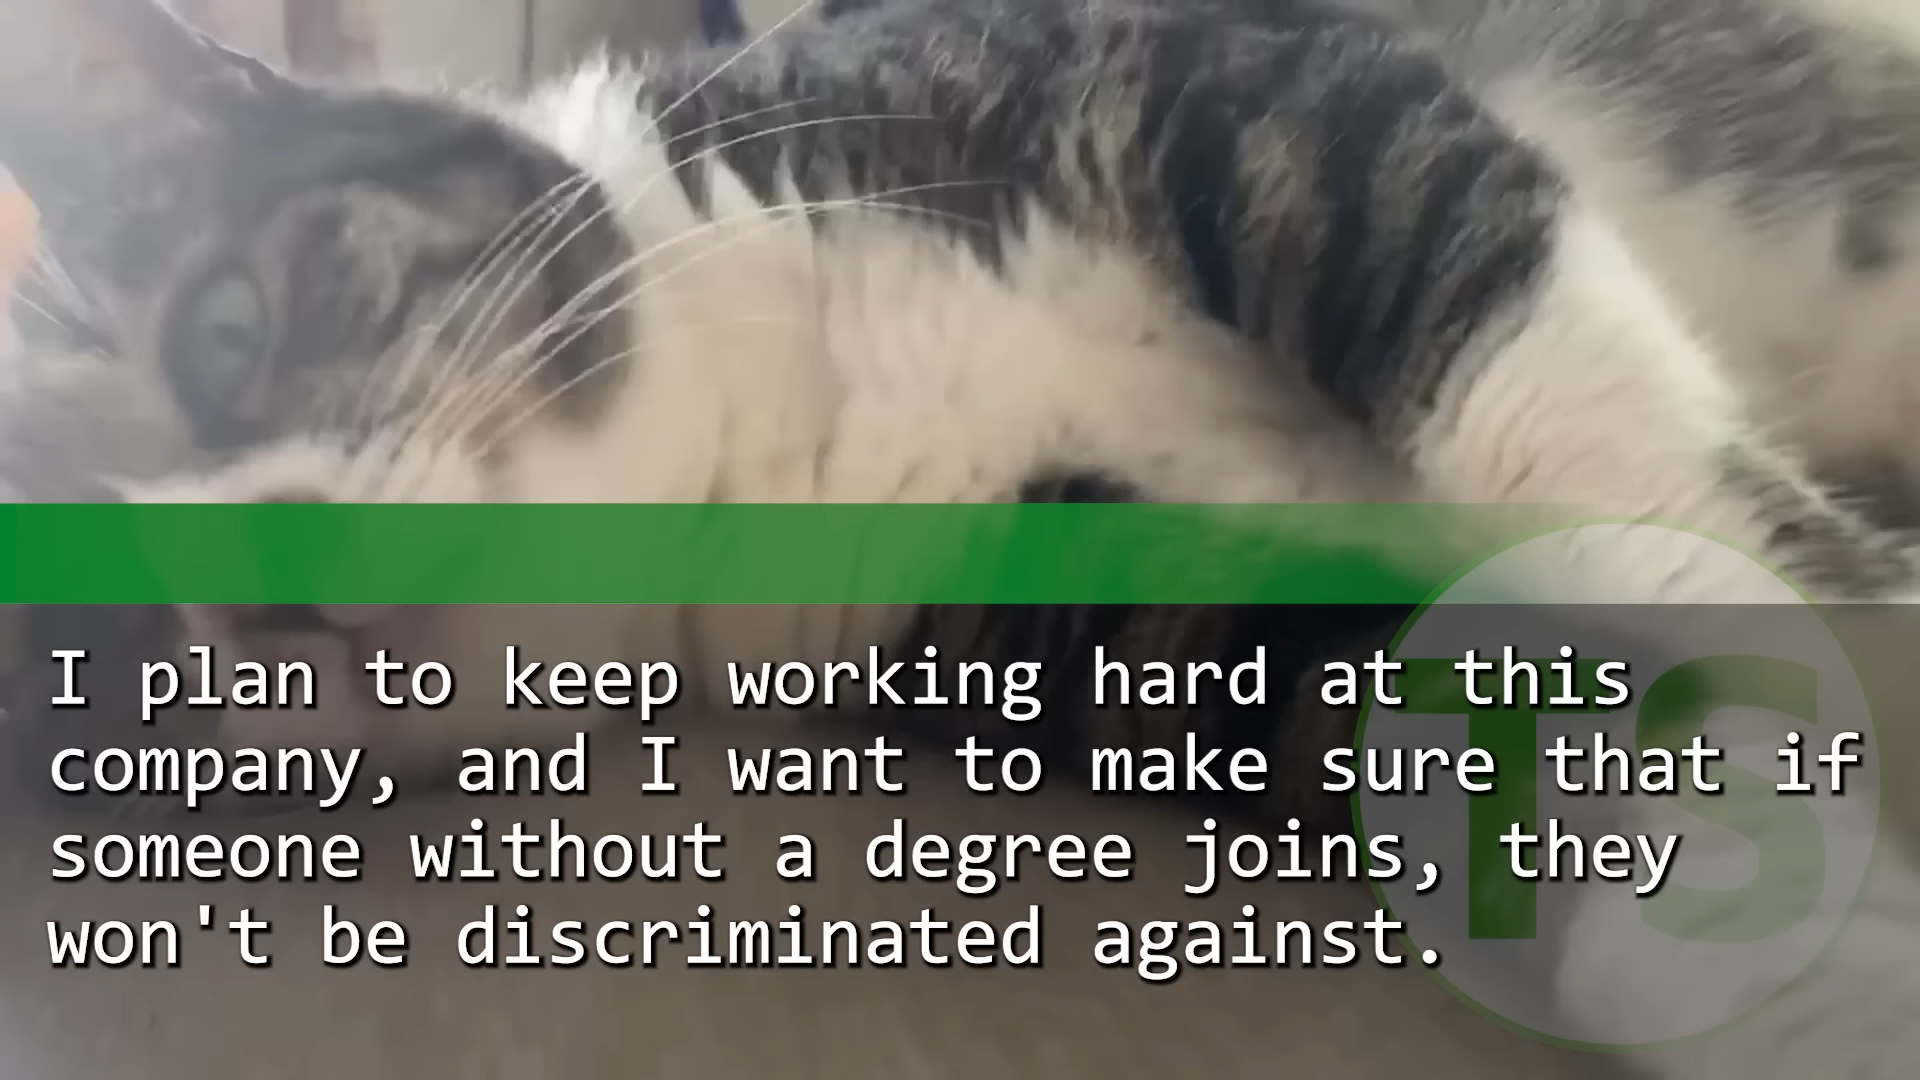 I plan to keep working hard at this
company, and I want to make sure that if
someone without a degree joins, they
won't be discriminated against.
TS